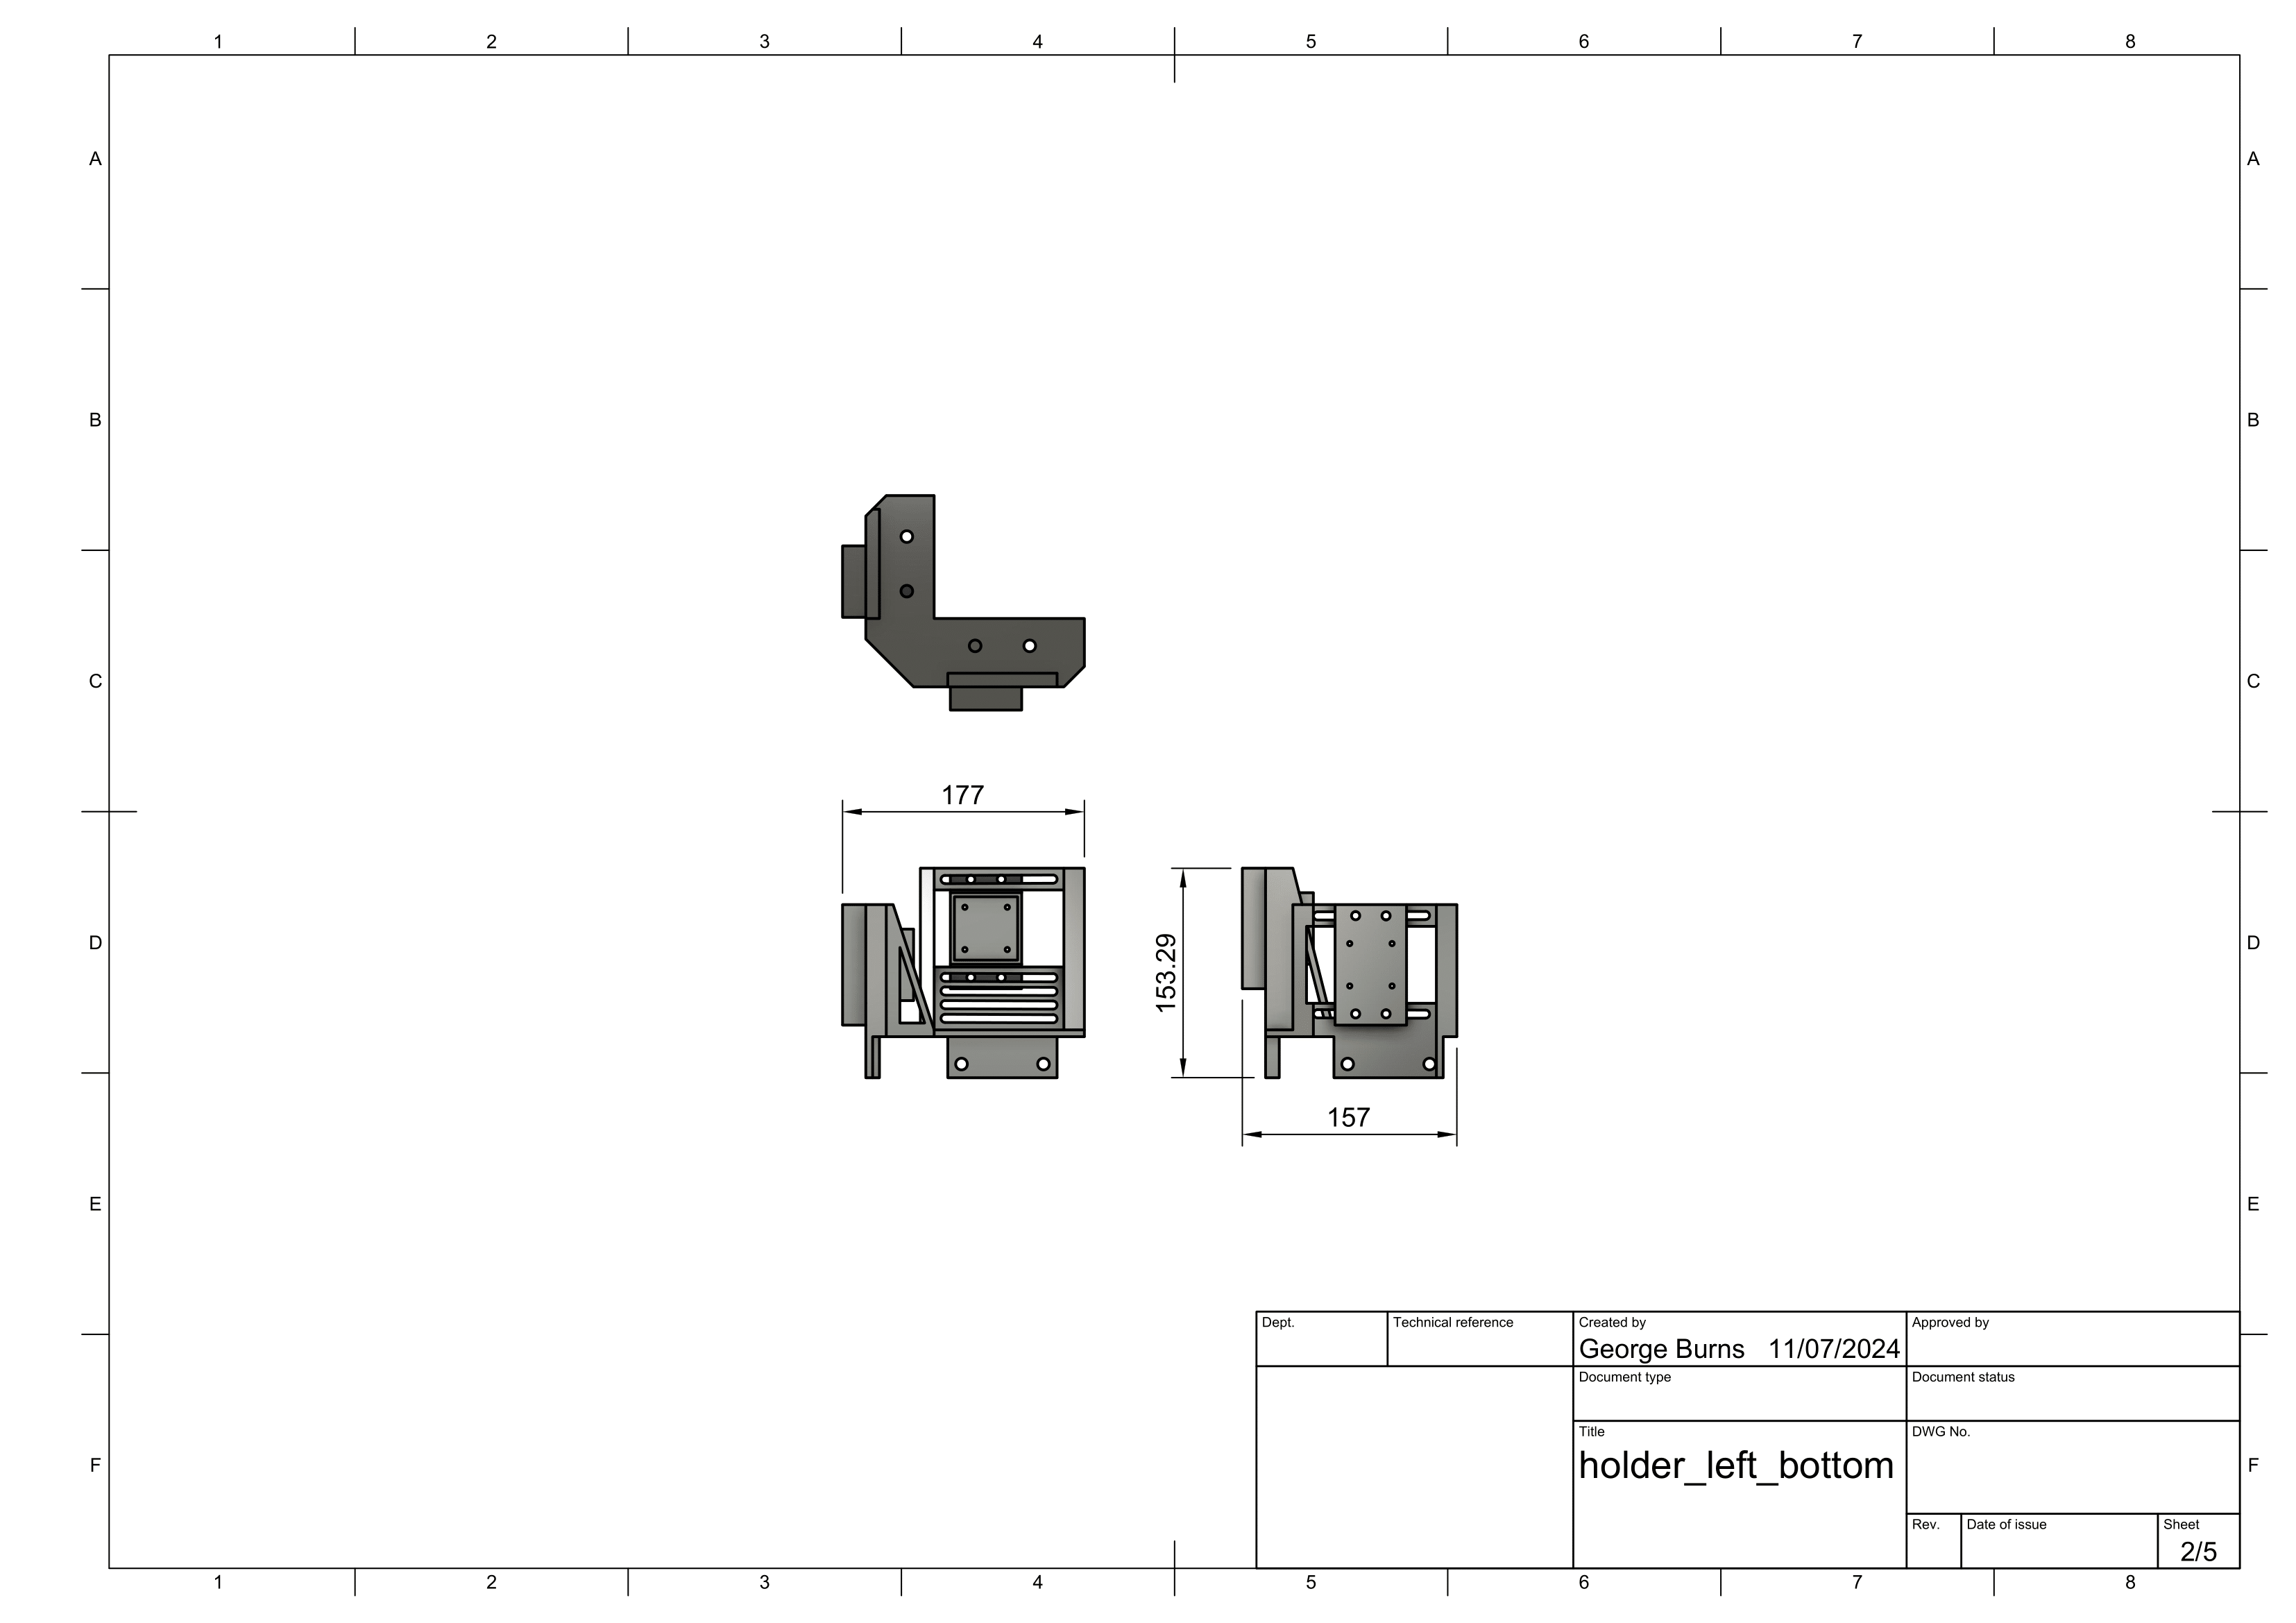 1 2 3 4 5 6 7 8
A A
B B
C C
177
D D
153.29
157
E E
Dept. Technical reference Created by Approved by
George Burns 11/07/2024
Document type Document status
Title DWG No.
holder_left_bottom
F F
Rev. Date of issue Sheet
2/5
1 2 3 4 5 6 7 8